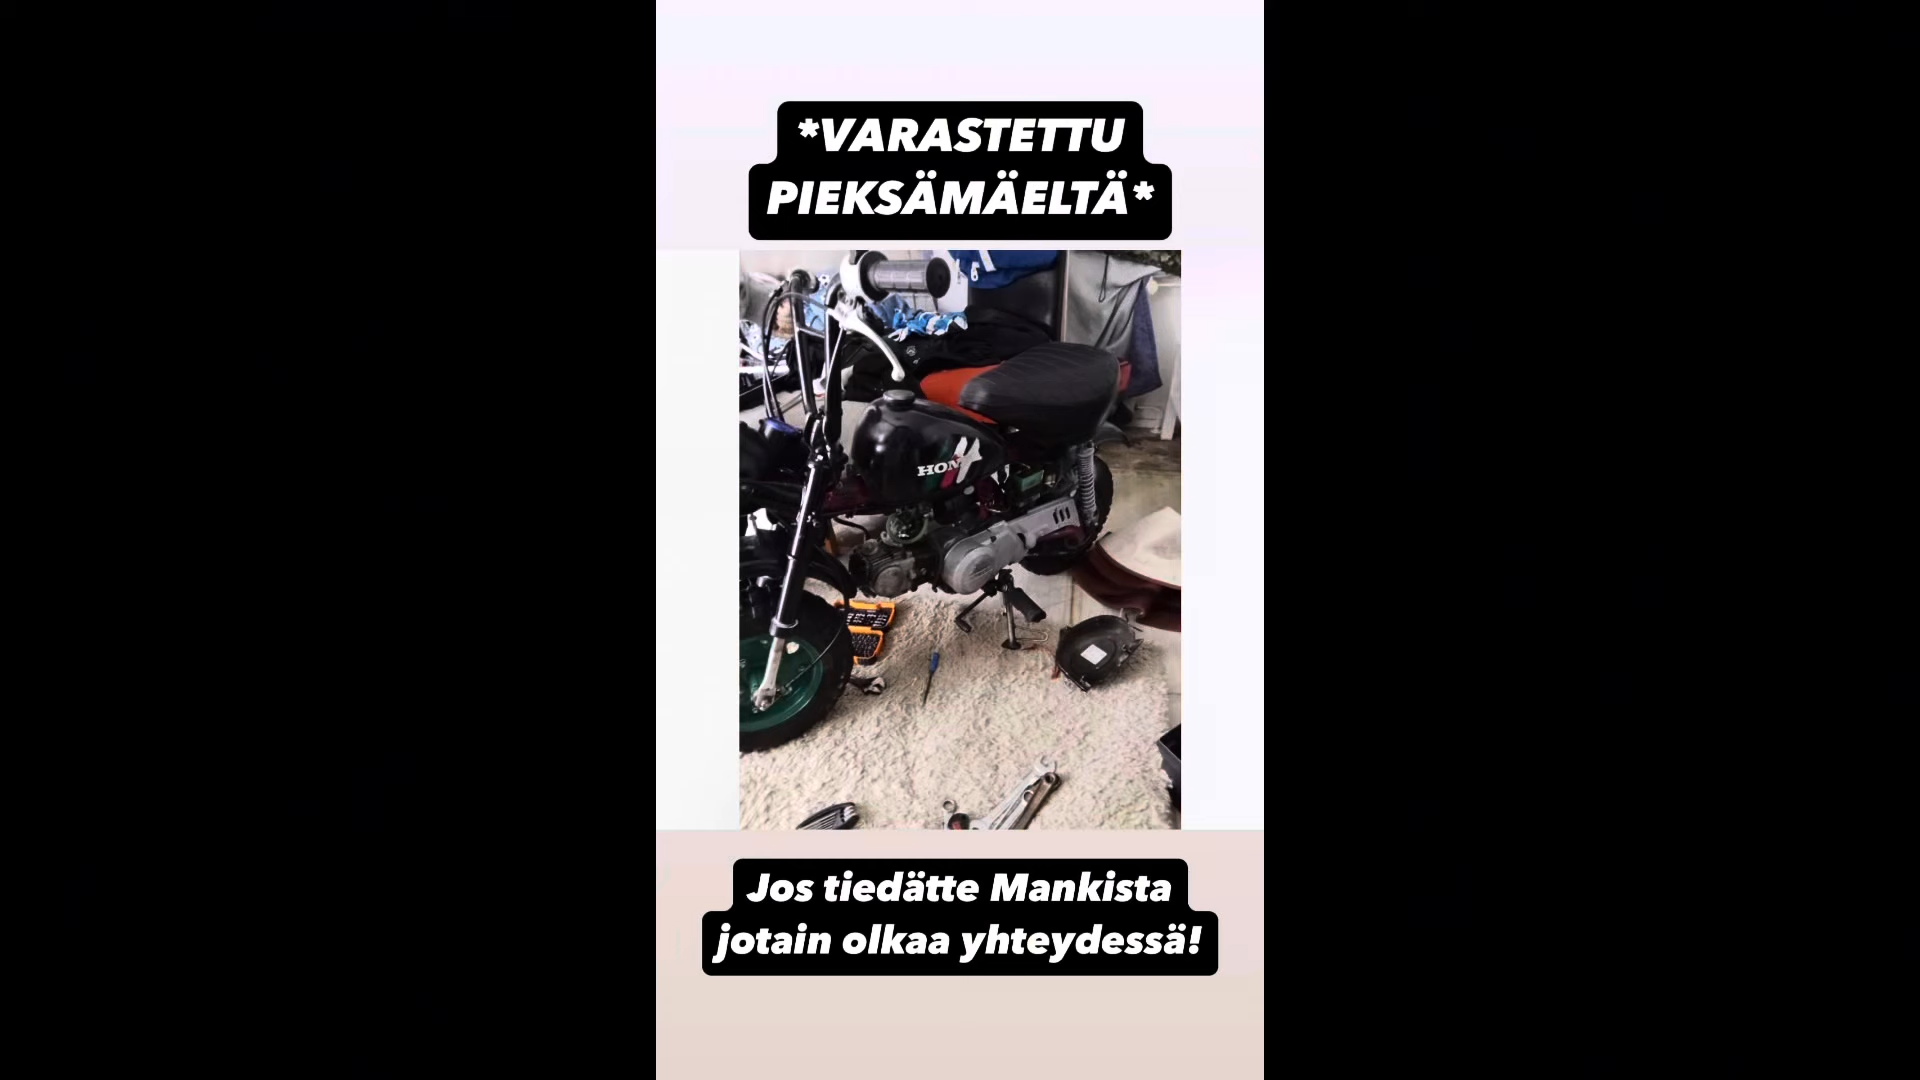 *VARASTETTU
PIEKSÄMÄELTÄ*
Jos tiedätte Mankista
jotain olkaa yhteydessä!